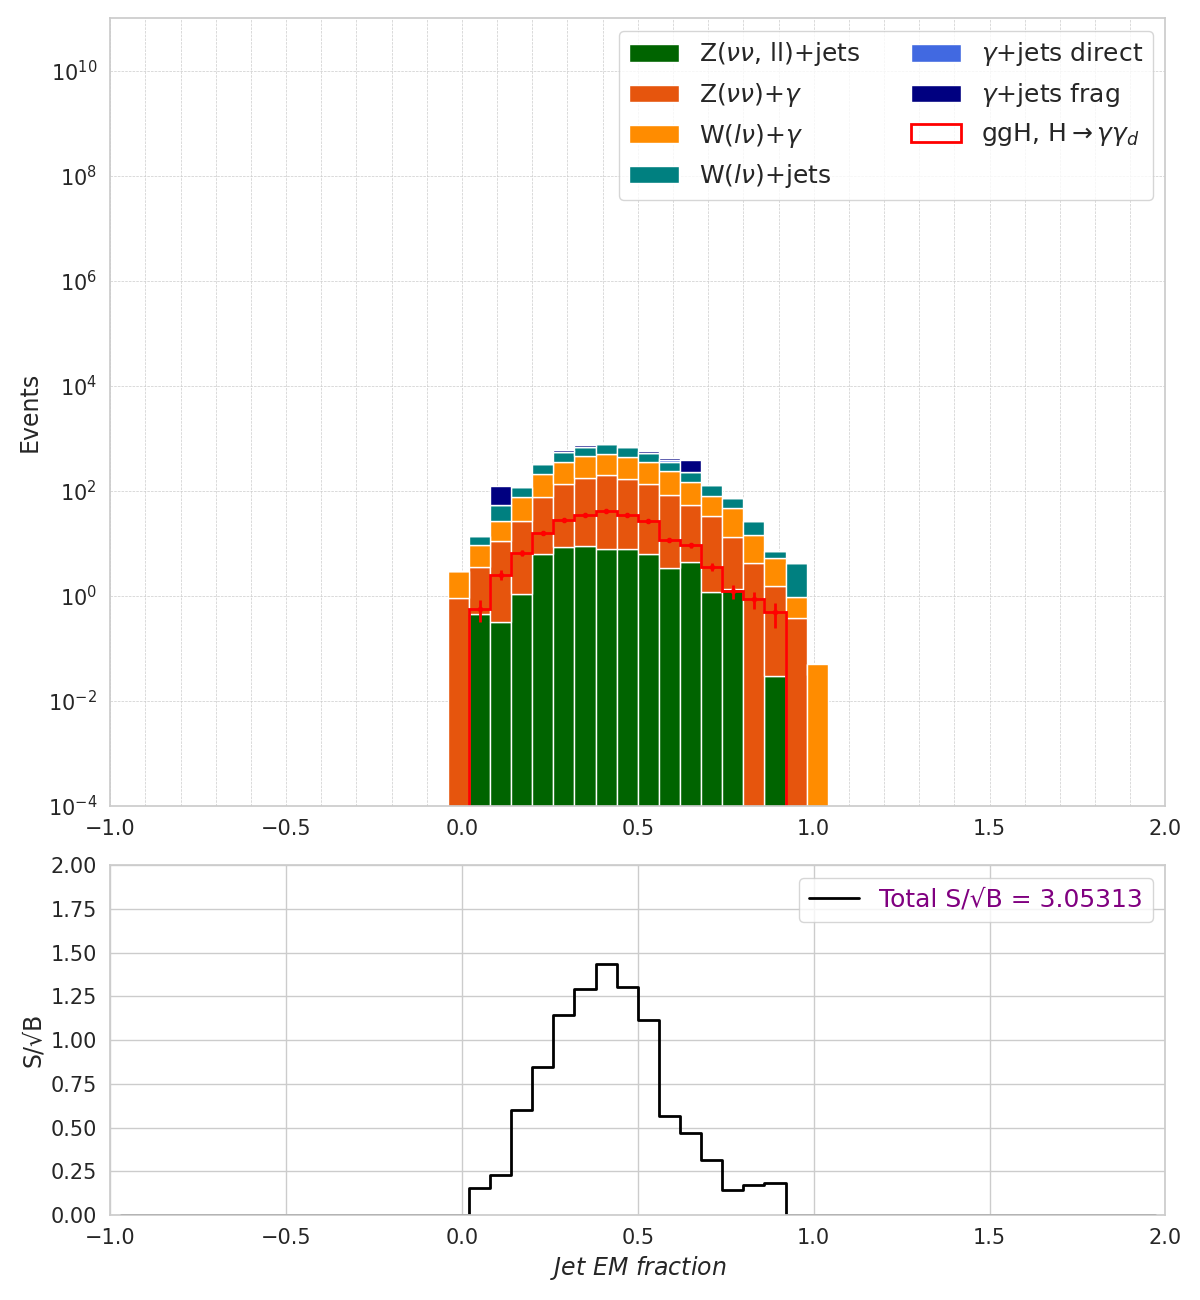 Z(νν, ll)+jets
Z(νν)+γ
W(lν)+γ
W(lν)+jets
γ+jets direct
γ+jets frag
ggH, H→γγ_d
Events
10^10
10^8
10^6
10^4
10^2
10^0
10^−2
10^−4
−1.0 −0.5 0.0 0.5 1.0 1.5 2.0
Total S/√B = 3.05313
S/√B
2.00
1.75
1.50
1.25
1.00
0.75
0.50
0.25
0.00
−1.0 −0.5 0.0 0.5 1.0 1.5 2.0
Jet EM fraction